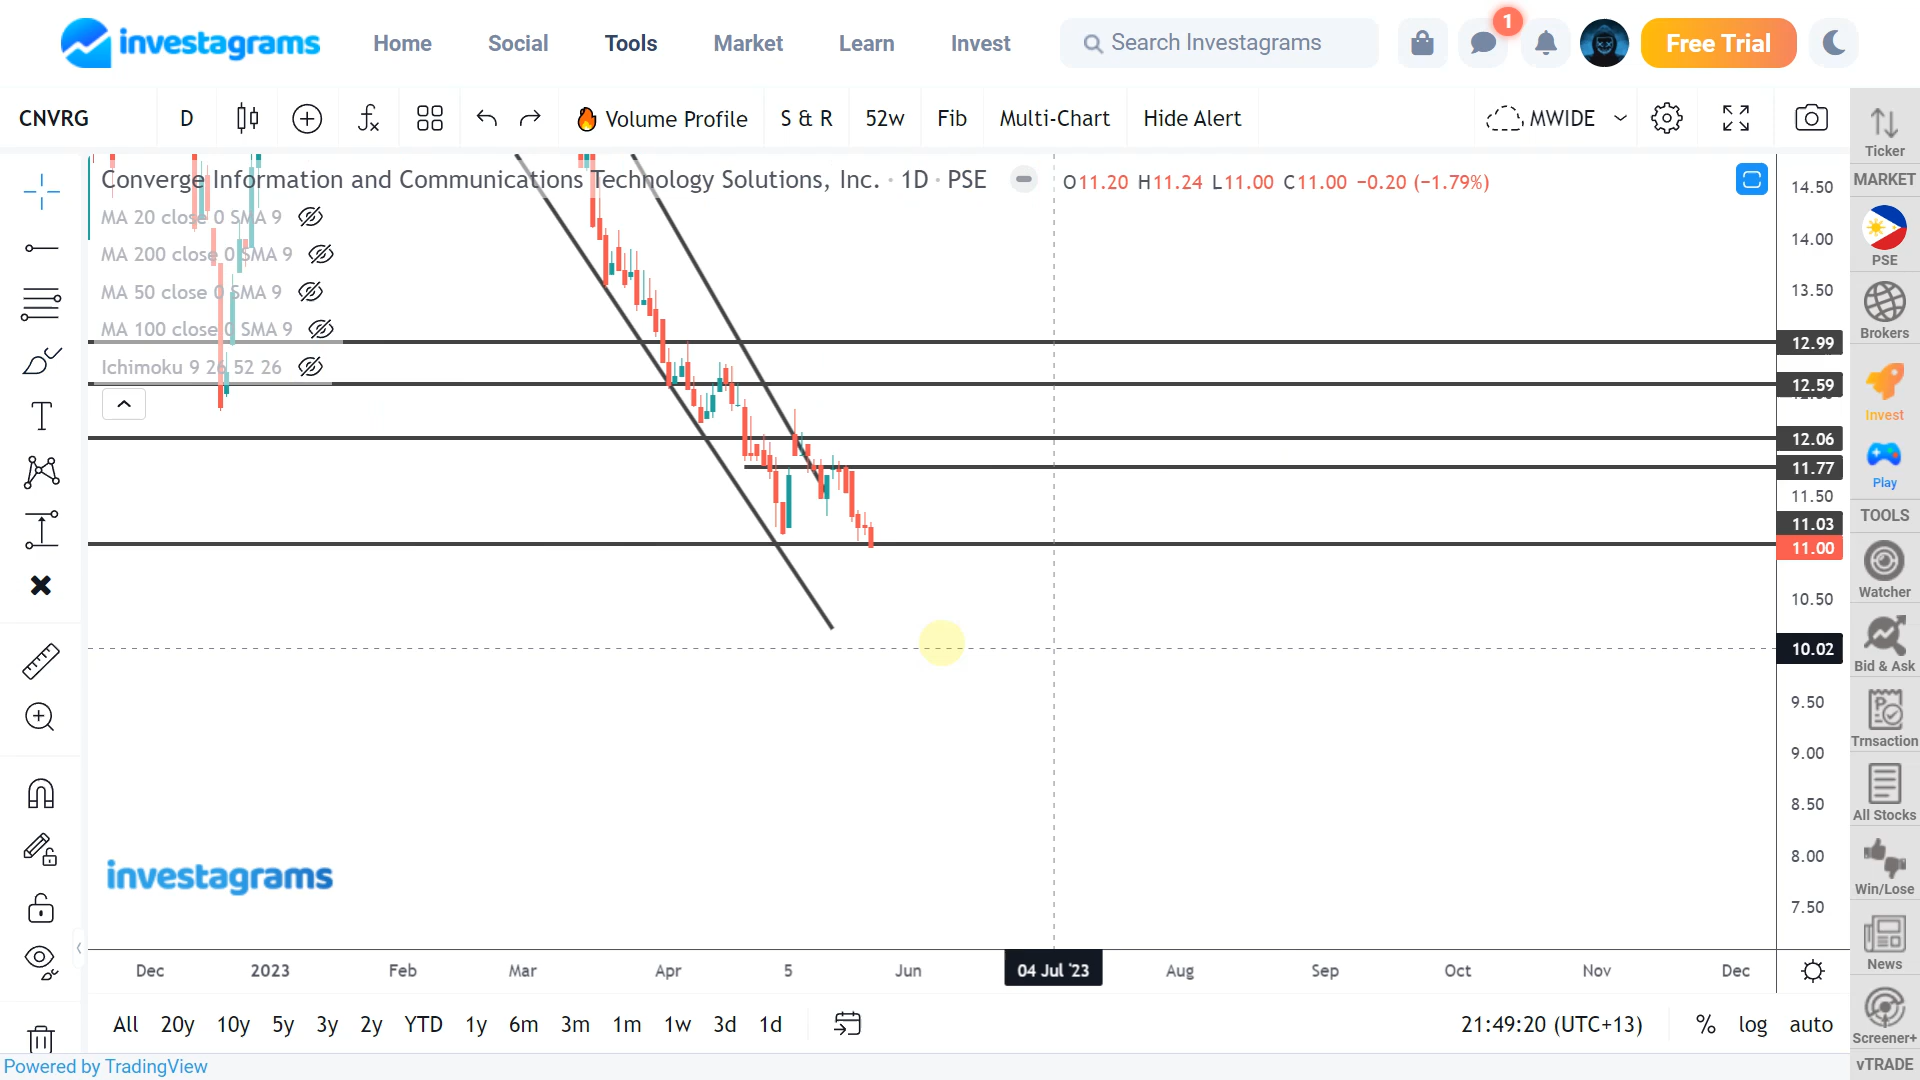 investagrams
Home Social Tools Market Learn Invest
Search Investagrams
1
Free Trial
CNVRG D Volume Profile S & R 52w Fib Multi-Chart Hide Alert MWIDE
Converge Information and Communications Technology Solutions, Inc. · 1D · PSE
O11.20 H11.24 L11.00 C11.00 −0.20 (−1.79%)
MA 20 close 0 SMA 9
MA 200 close 0 SMA 9
MA 50 close 0 SMA 9
MA 100 close 0 SMA 9
Ichimoku 9 26 52 26
14.50
14.00
13.50
12.99
12.59
12.06
11.77
11.50
11.03
11.00
10.50
10.02
9.50
9.00
8.50
8.00
7.50
investagrams
Dec 2023 Feb Mar Apr 5 Jun 04 Jul '23 Aug Sep Oct Nov Dec
All 20y 10y 5y 3y 2y YTD 1y 6m 3m 1m 1w 3d 1d
21:49:20 (UTC+13) % log auto
Powered by TradingView
Ticker
MARKET
PSE
Brokers
Invest
Play
TOOLS
Watcher
Bid & Ask
Trnsaction
All Stocks
Win/Lose
News
Screener+
vTRADE